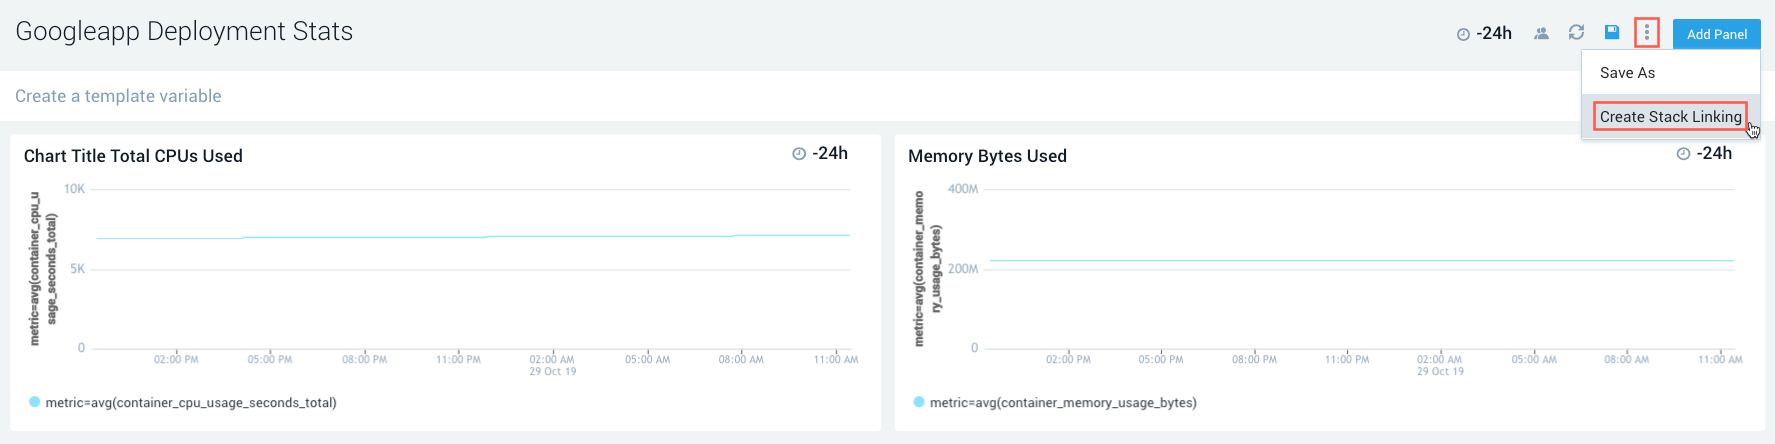 Googleapp Deployment Stats
-24h
Add Panel
Save As
Create Stack Linking
Create a template variable
Chart Title Total CPUs Used
-24h
metric=avg(container_cpu_u
sage_seconds_total)
10K
5K
0
02:00 PM 05:00 PM 08:00 PM 11:00 PM 02:00 AM 05:00 AM 08:00 AM 11:00 AM
29 Oct 19
metric=avg(container_cpu_usage_seconds_total)
Memory Bytes Used
-24h
metric=avg(container_memo
ry_usage_bytes)
400M
200M
0
02:00 PM 05:00 PM 08:00 PM 11:00 PM 02:00 AM 05:00 AM 08:00 AM 11:00 AM
29 Oct 19
metric=avg(container_memory_usage_bytes)